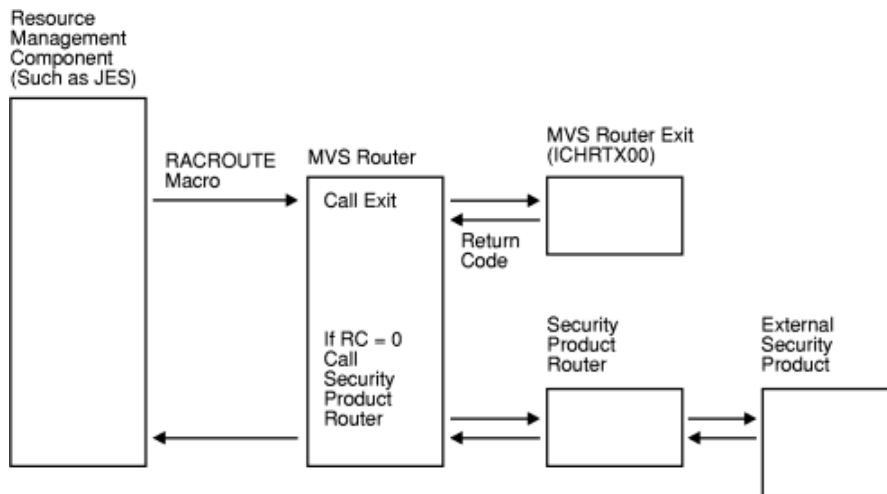 Resource
Management
Component
(Such as JES)
RACROUTE
Macro
MVS Router
MVS Router Exit
(ICHRTX00)
Call Exit
Return
Code
If RC = 0
Call
Security
Product
Router
Security
Product
Router
External
Security
Product